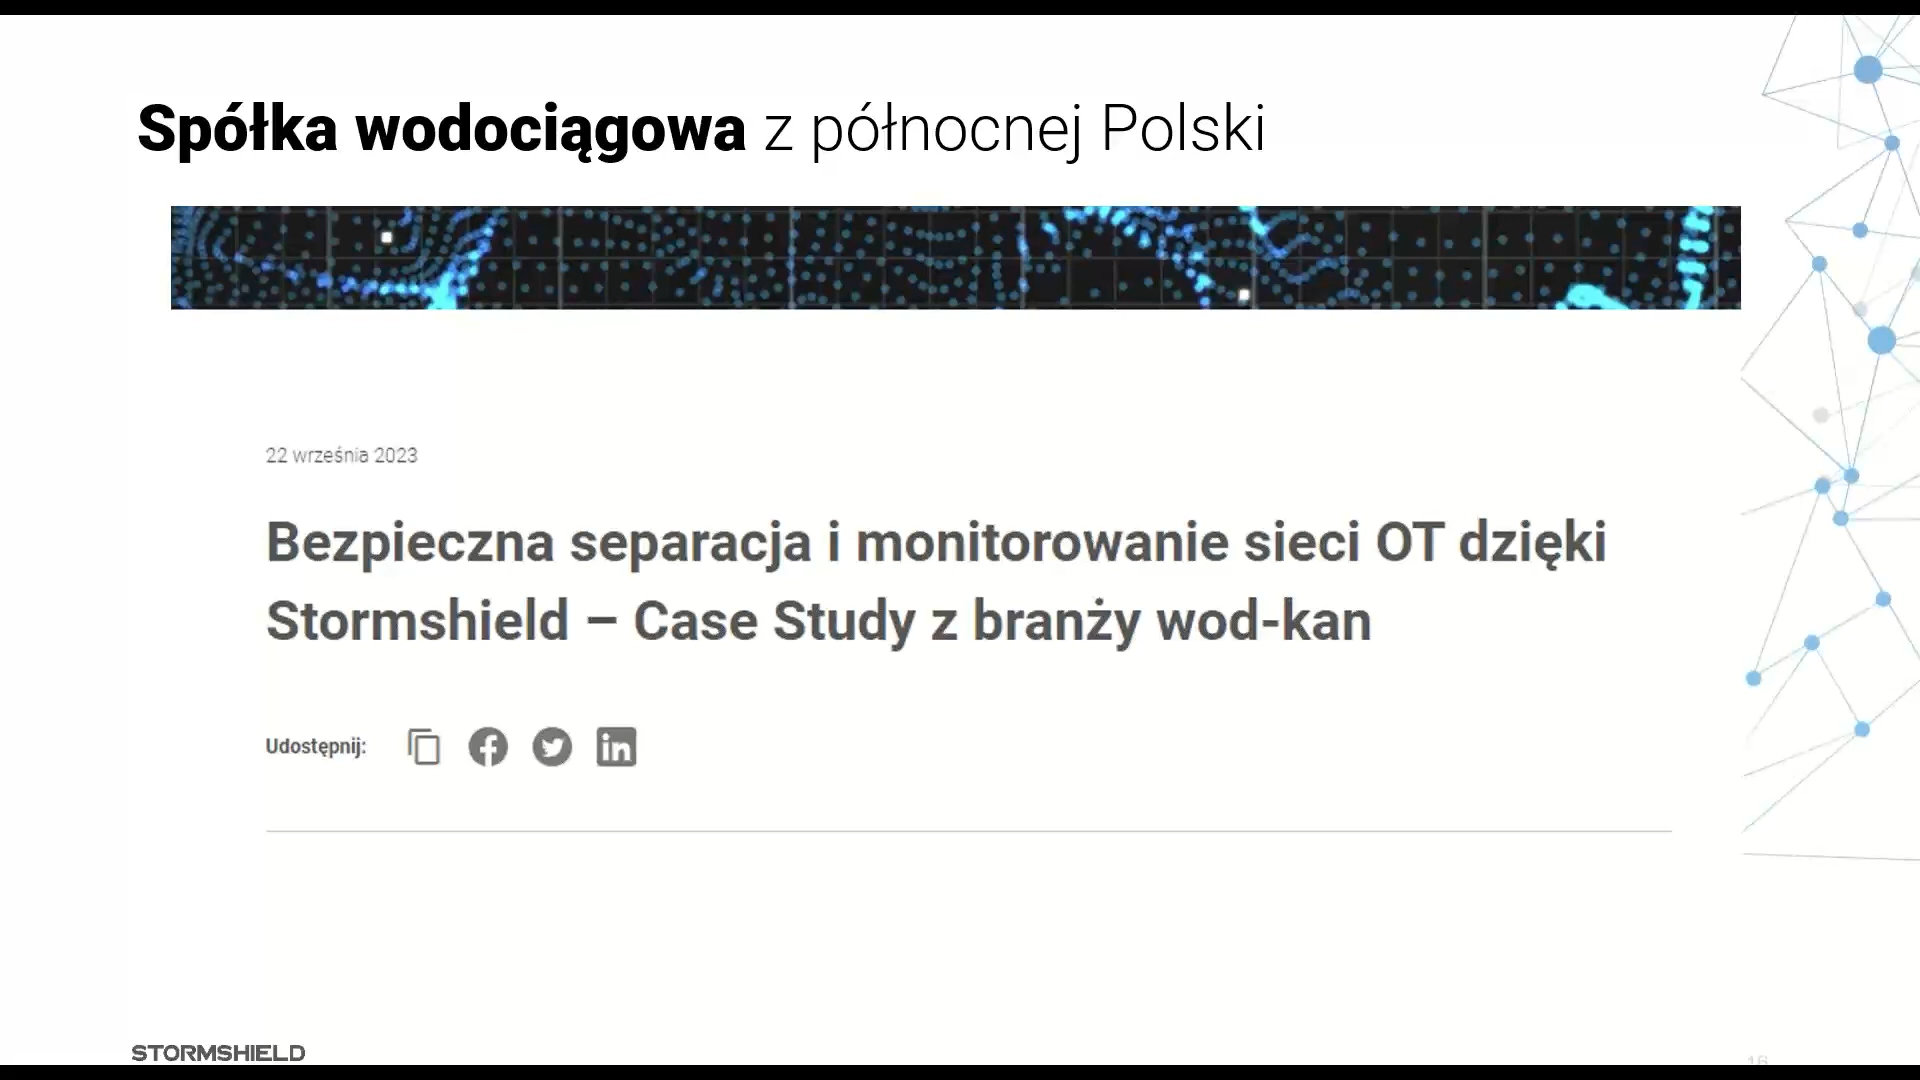 Spółka wodociągowa z północnej Polski
22 września 2023
Bezpieczna separacja i monitorowanie sieci OT dzięki
Stormshield – Case Study z branży wod-kan
Udostępnij:
STORMSHIELD
16